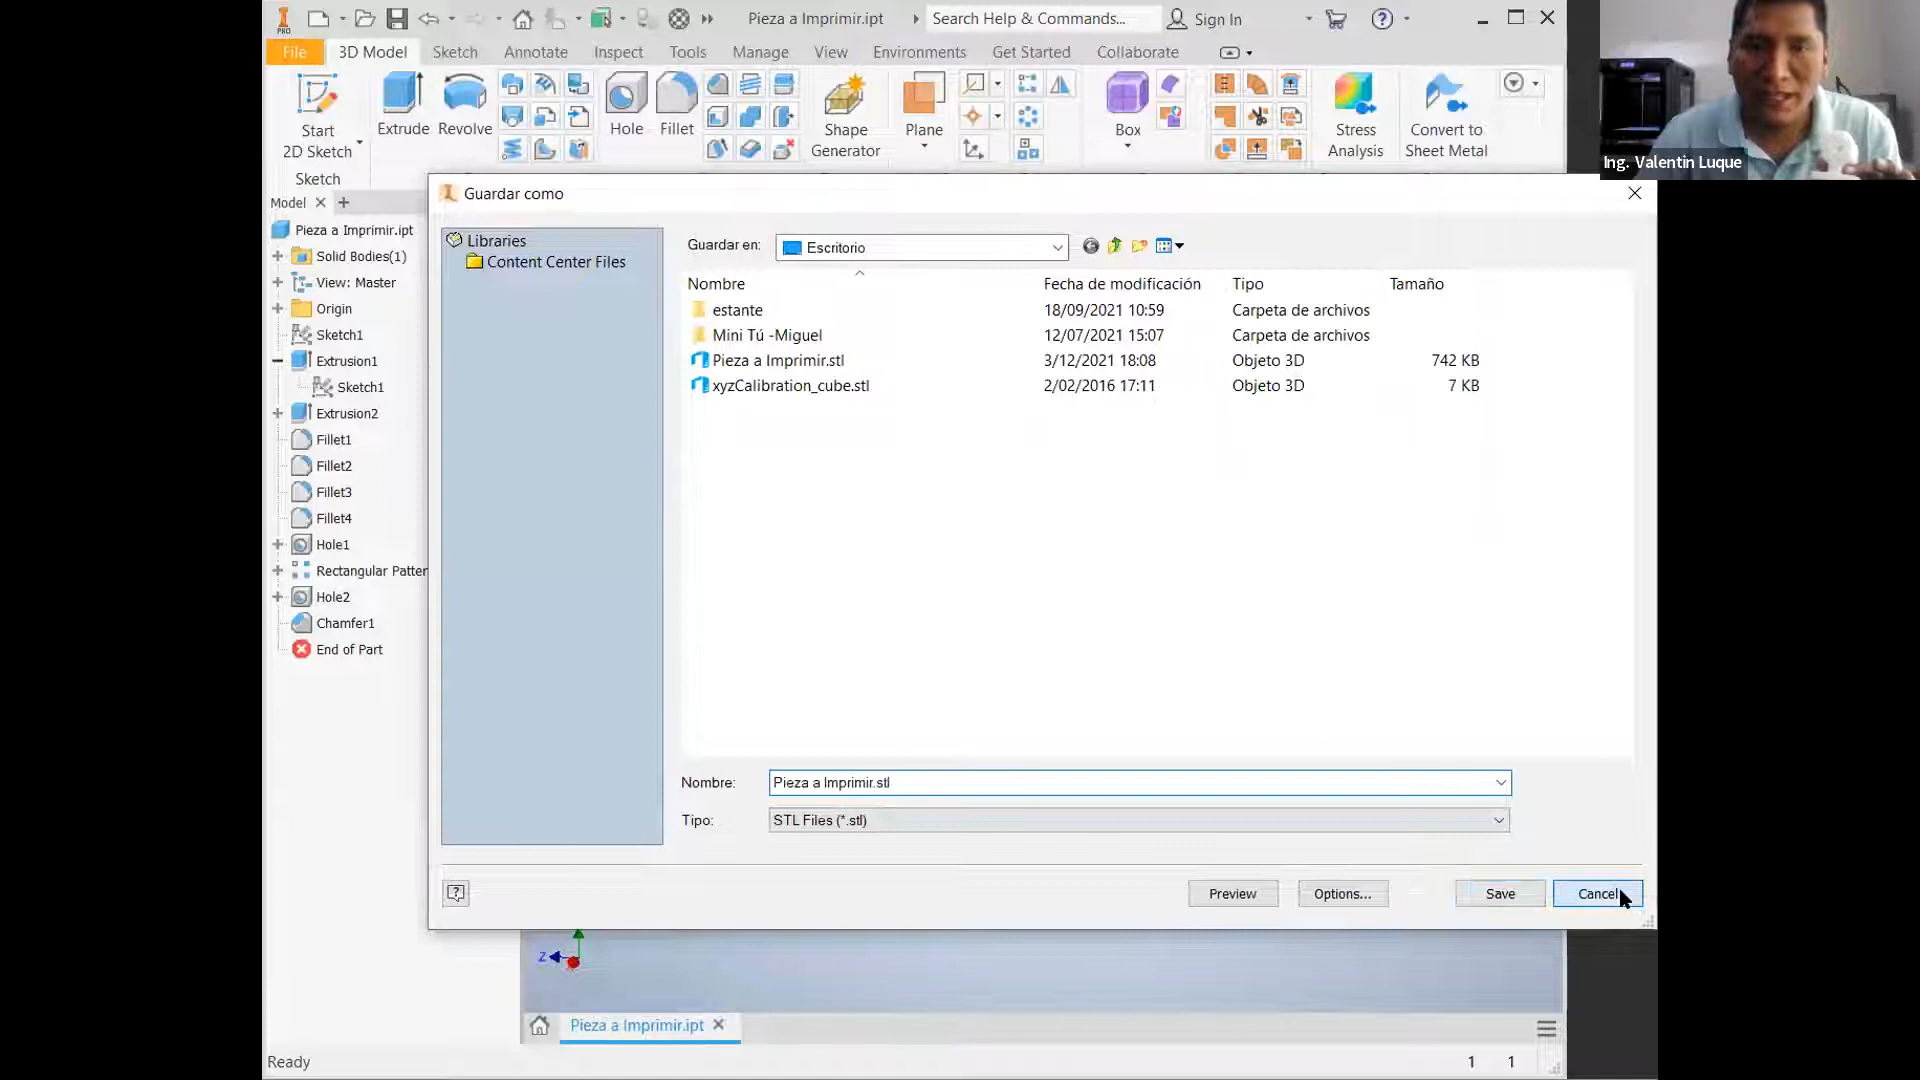 PRO
Pieza a Imprimir.ipt
Search Help & Commands...
Sign In
File
3D Model
Sketch
Annotate
Inspect
Tools
Manage
View
Environments
Get Started
Collaborate
Start
2D Sketch
Extrude
Revolve
Hole
Fillet
Shape
Generator
Plane
Box
Stress
Analysis
Convert to
Sheet Metal
Sketch
Ing. Valentin Luque
Model
Pieza a Imprimir.ipt
Solid Bodies(1)
View: Master
Origin
Sketch1
Extrusion1
Sketch1
Extrusion2
Fillet1
Fillet2
Fillet3
Fillet4
Hole1
Rectangular Patter
Hole2
Chamfer1
End of Part
Guardar como
Libraries
Content Center Files
Guardar en: Escritorio
Nombre Fecha de modificación Tipo Tamaño
estante 18/09/2021 10:59 Carpeta de archivos
Mini Tú -Miguel 12/07/2021 15:07 Carpeta de archivos
Pieza a Imprimir.stl 3/12/2021 18:08 Objeto 3D 742 KB
xyzCalibration_cube.stl 2/02/2016 17:11 Objeto 3D 7 KB
Nombre: Pieza a Imprimir.stl
Tipo: STL Files (*.stl)
Preview Options... Save Cancel
Z
Pieza a Imprimir.ipt
Ready 1 1